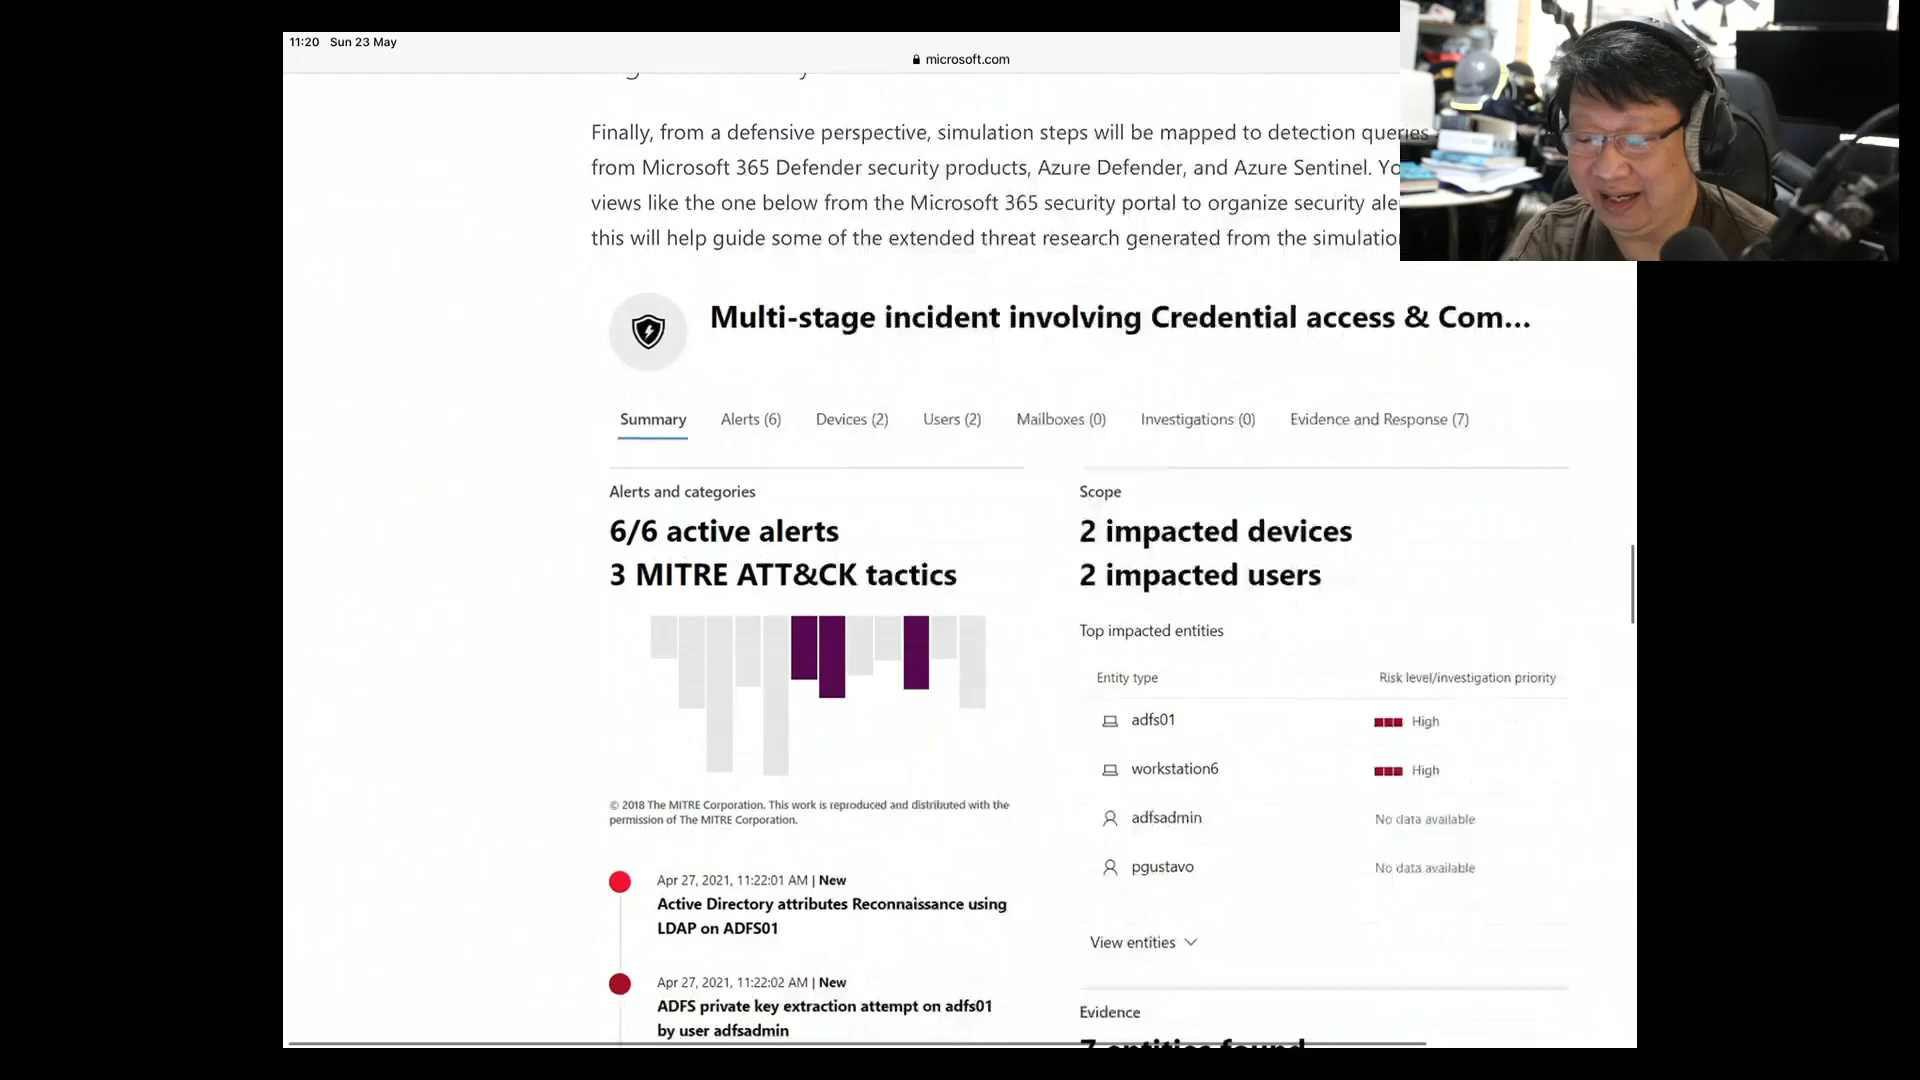 11:20 Sun 23 May
microsoft.com
Finally, from a defensive perspective, simulation steps will be mapped to detection queries
from Microsoft 365 Defender security products, Azure Defender, and Azure Sentinel.
views like the one below from the Microsoft 365 security portal to organize security
this will help guide some of the extended threat research generated from the
Multi-stage incident involving Credential access & Com...
Summary Alerts (6) Devices (2) Users (2) Mailboxes (0) Investigations (0) Evidence and Response (7)
Alerts and categories
6/6 active alerts
3 MITRE ATT&CK tactics
© 2018 The MITRE Corporation. This work is reproduced and distributed with the
permission of The MITRE Corporation.
Apr 27, 2021, 11:22:01 AM | New
Active Directory attributes Reconnaissance using
LDAP on ADFS01
Apr 27, 2021, 11:22:02 AM | New
ADFS private key extraction attempt on adfs01
by user adfsadmin
Scope
2 impacted devices
2 impacted users
Top impacted entities
Entity type Risk level/investigation priority
adfs01 High
workstation6 High
adfsadmin No data available
pgustavo No data available
View entities
Evidence
7 entities found